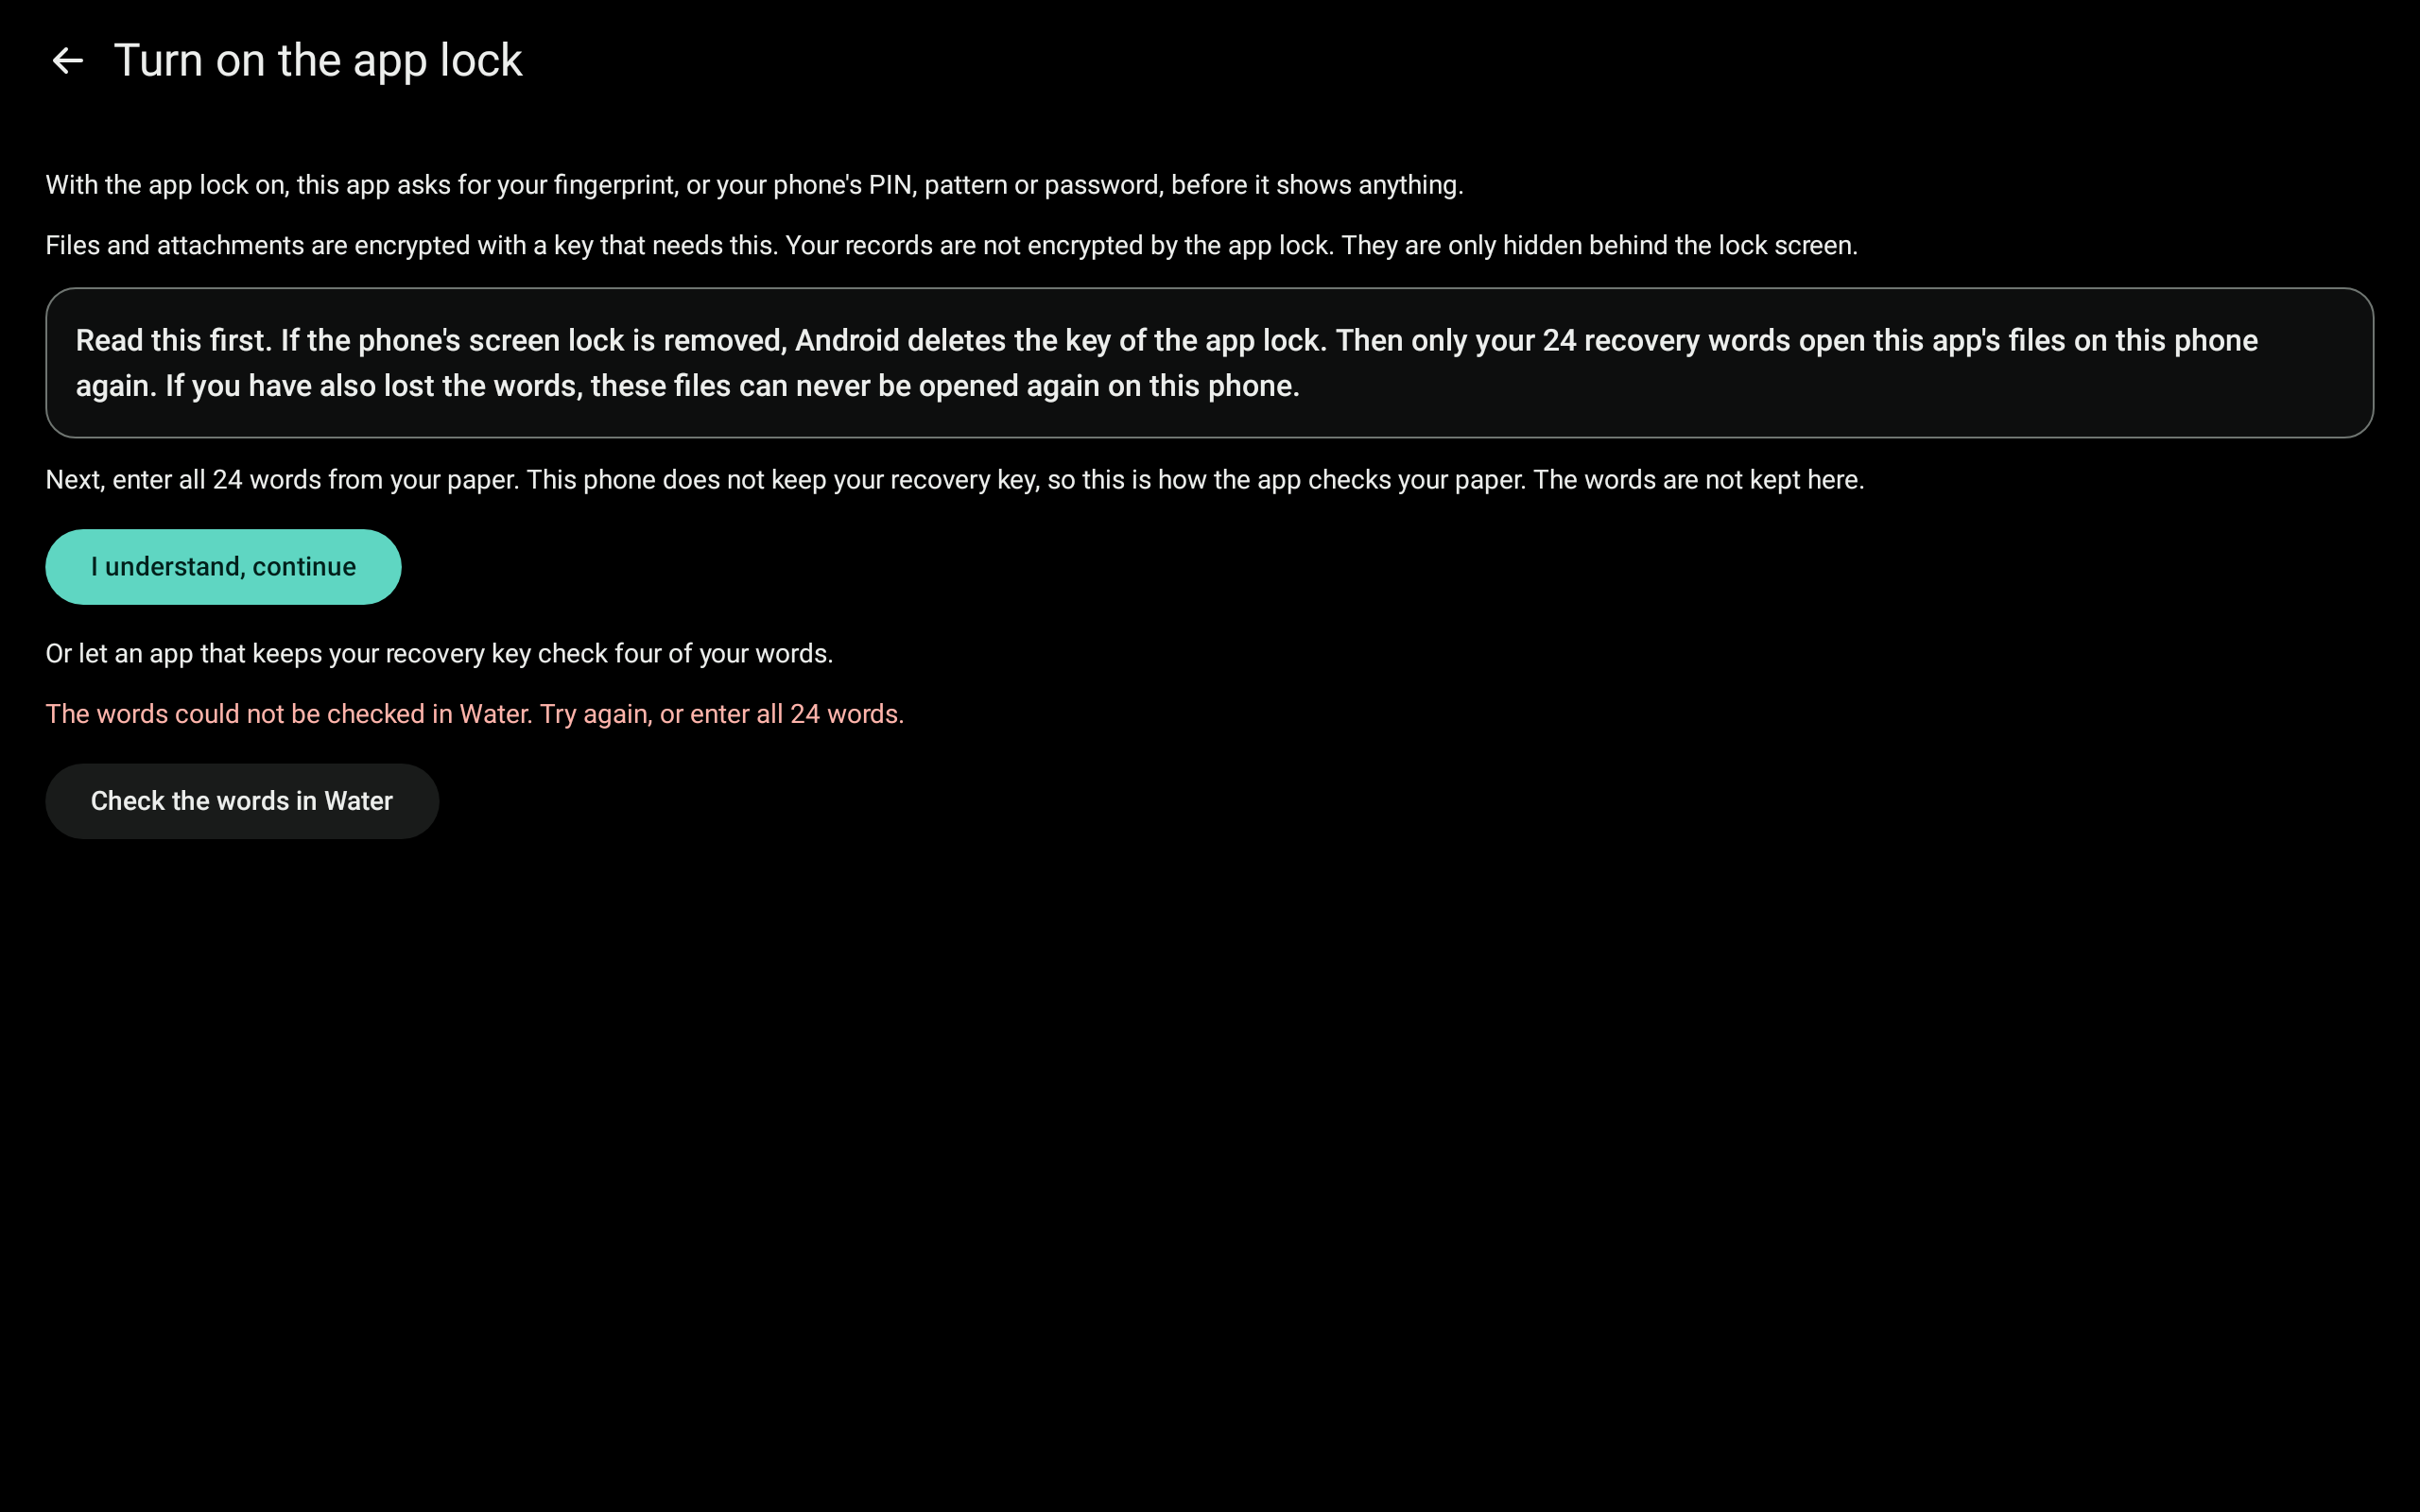 Turn on the app lock
With the app lock on, this app asks for your fingerprint, or your phone's PIN, pattern or password, before it shows anything.
Files and attachments are encrypted with a key that needs this. Your records are not encrypted by the app lock. They are only hidden behind the lock screen.
Read this first. If the phone's screen lock is removed, Android deletes the key of the app lock. Then only your 24 recovery words open this app's files on this phone
again. If you have also lost the words, these files can never be opened again on this phone.
Next, enter all 24 words from your paper. This phone does not keep your recovery key, so this is how the app checks your paper. The words are not kept here.
I understand, continue
Or let an app that keeps your recovery key check four of your words.
The words could not be checked in Water. Try again, or enter all 24 words.
Check the words in Water